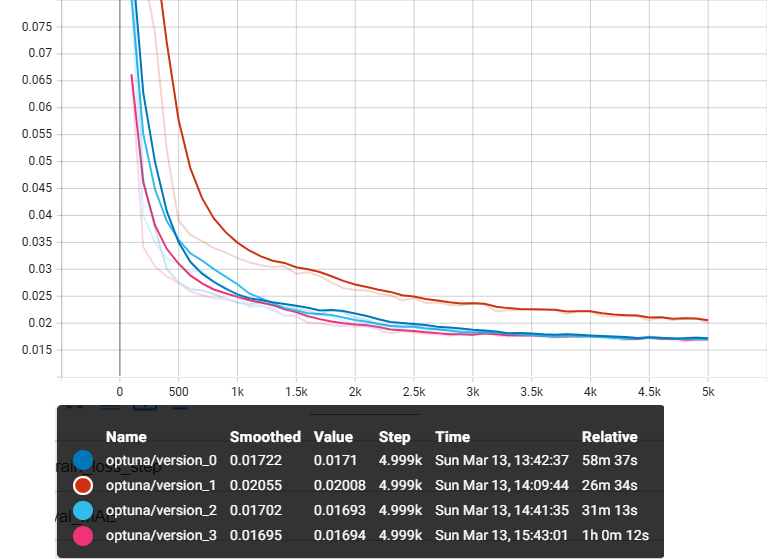 0.075
0.07
0.065
0.06
0.055
0.05
0.045
0.04
0.035
0.03
0.025
0.02
0.015
0 500 1k 1.5k 2k 2.5k 3k 3.5k 4k 4.5k 5k
Name Smoothed Value Step Time Relative
optuna/version_0 0.01722 0.0171 4.999k Sun Mar 13, 13:42:37 58m 37s
rain_loss_step
optuna/version_1 0.02055 0.02008 4.999k Sun Mar 13, 14:09:44 26m 34s
optuna/version_2 0.01702 0.01693 4.999k Sun Mar 13, 14:41:35 31m 13s
val_MAE
optuna/version_3 0.01695 0.01694 4.999k Sun Mar 13, 15:43:01 1h 0m 12s